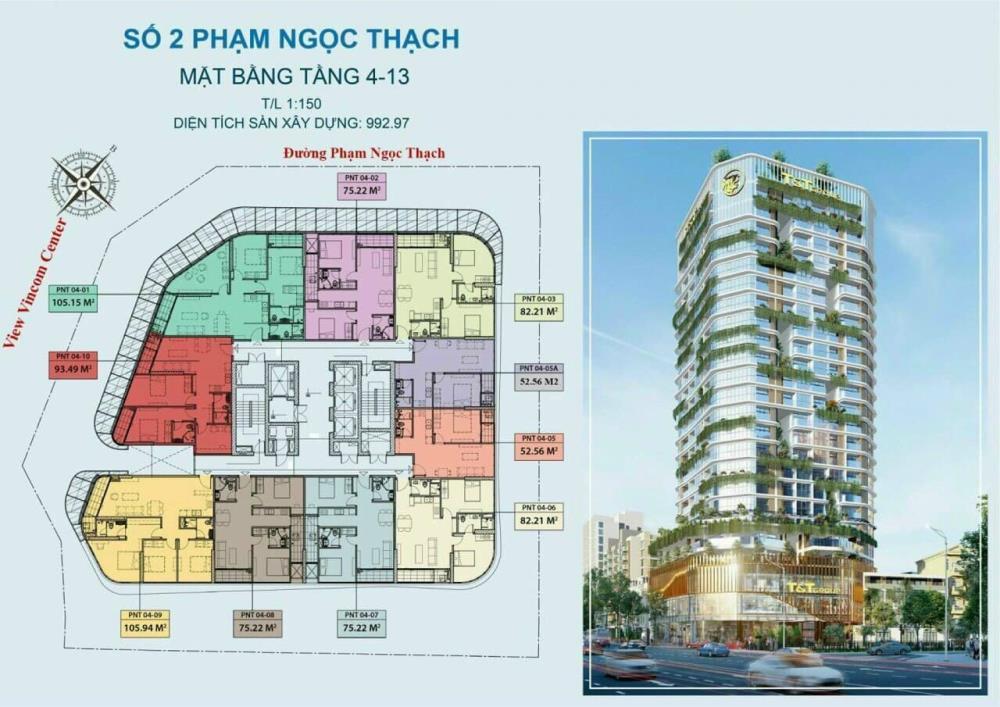 SỐ 2 PHẠM NGỌC THẠCH
MẶT BẰNG TẦNG 4-13
T/L 1:150
DIỆN TÍCH SÀN XÂY DỰNG: 992.97
Đường Phạm Ngọc Thạch
View Vincom Center
PNT 04-02
75.22 M²
PNT 04-01
105.15 M²
PNT 04-03
82.21 M²
PNT 04-10
93.49 M²
PNT 04-05A
52.56 M2
PNT 04-05
52.56 M²
PNT 04-06
82.21 M²
PNT 04-09
105.94 M²
PNT 04-08
75.22 M²
PNT 04-07
75.22 M²
T&T GROUP
T&T GROUP